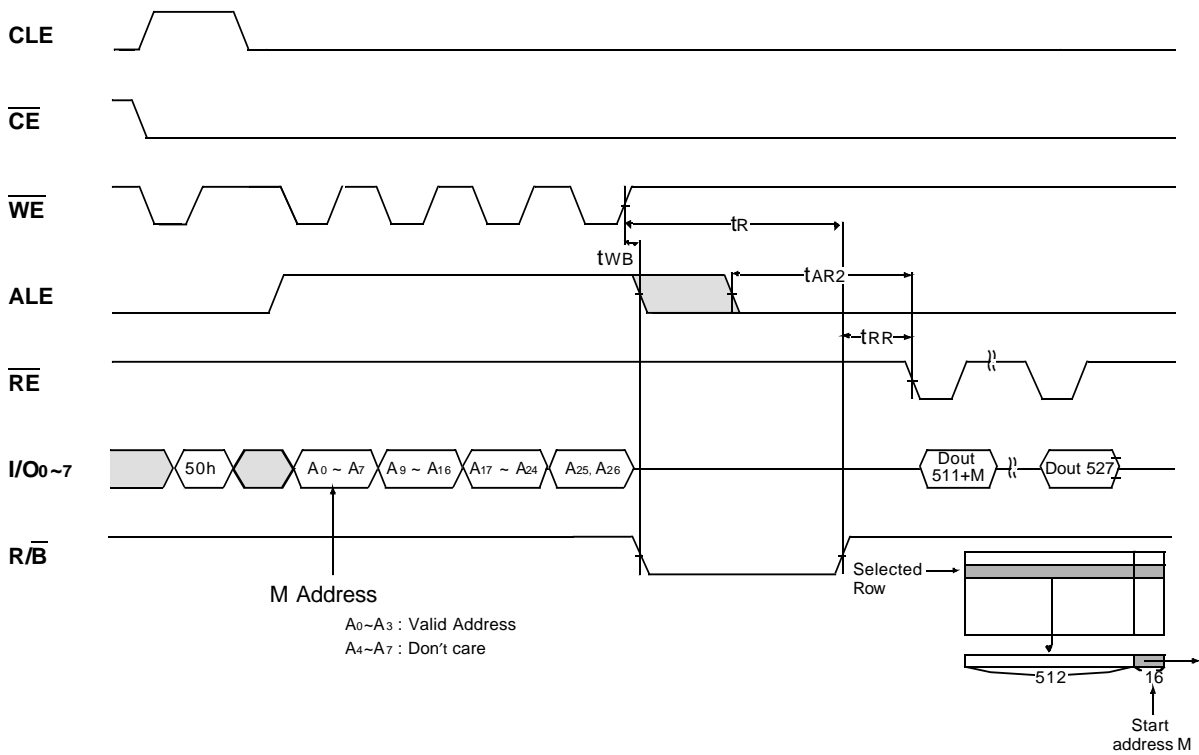 CLE
CE
WE
tR
tWB
tAR2
ALE
tRR
RE
I/O0~7
50h
A0 ~ A7
A9 ~ A16
A17 ~ A24
A25, A26
Dout
511+M
Dout 527
R/B
M Address
A0~A3 : Valid Address
A4~A7 : Don't care
Selected
Row
512
16
Start
address M